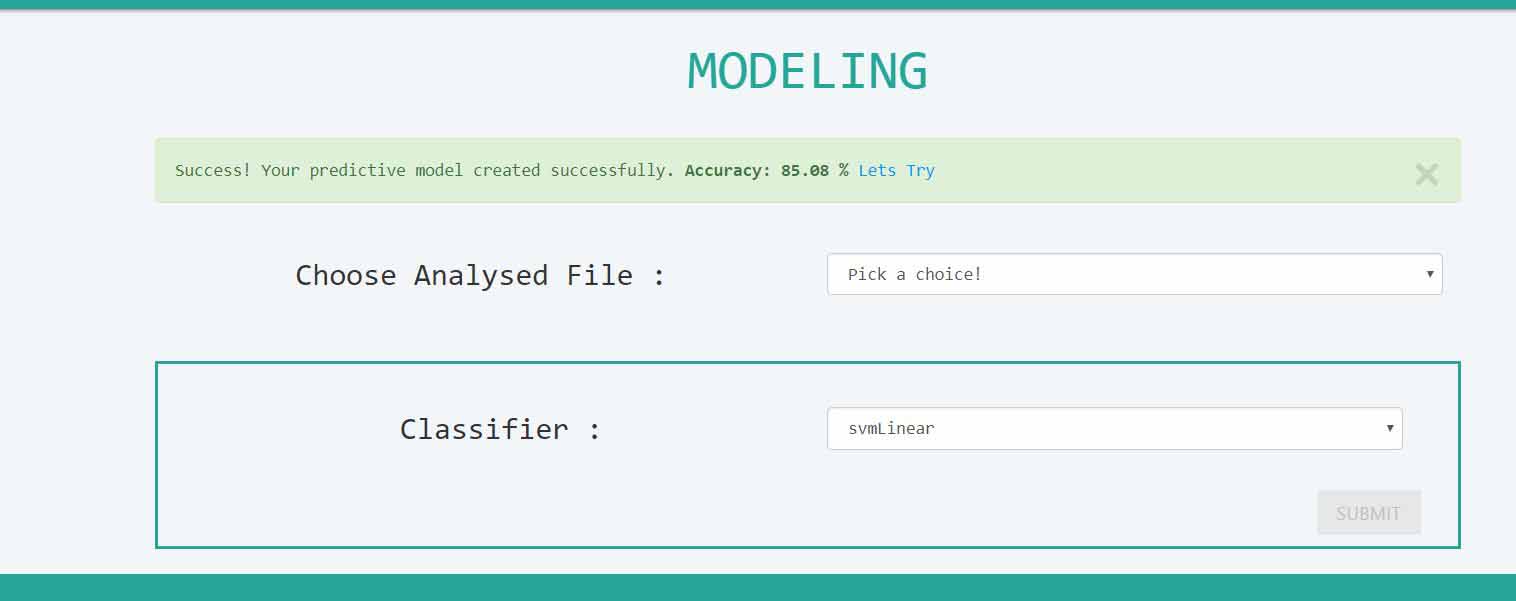 MODELING
Success! Your predictive model created successfully. Accuracy: 85.08 % Lets Try
Choose Analysed File : Pick a choice!
Classifier : svmLinear
SUBMIT